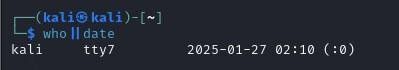 ┌──(kali㉿kali)-[~]
└─$ who||date
kali     tty7         2025-01-27 02:10 (:0)